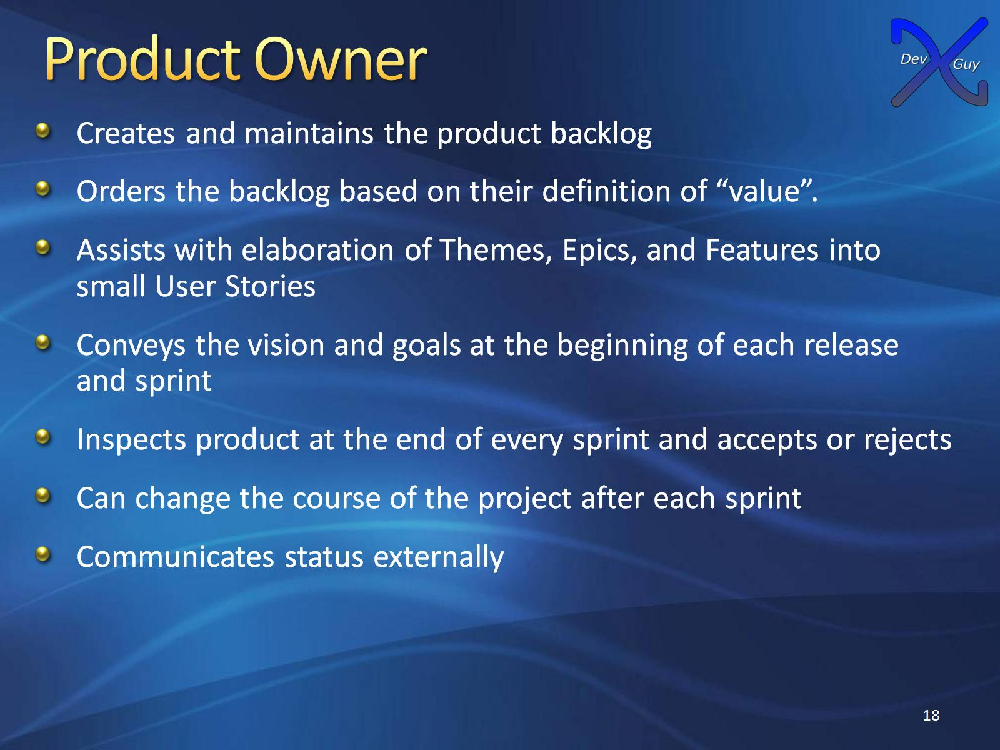 Product Owner
Dev
Guy
Creates and maintains the product backlog
Orders the backlog based on their definition of “value”.
Assists with elaboration of Themes, Epics, and Features into
small User Stories
Conveys the vision and goals at the beginning of each release
and sprint
Inspects product at the end of every sprint and accepts or rejects
Can change the course of the project after each sprint
Communicates status externally
18